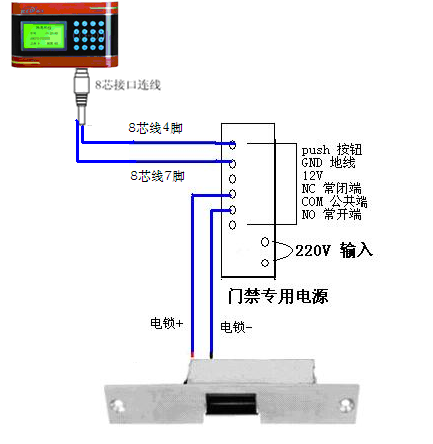 8芯接口连线
8芯线4脚
8芯线7脚
push 按钮
GND 地线
12V
NC 常闭端
COM 公共端
NO 常开端
220V 输入
门禁专用电源
电锁+
电锁-